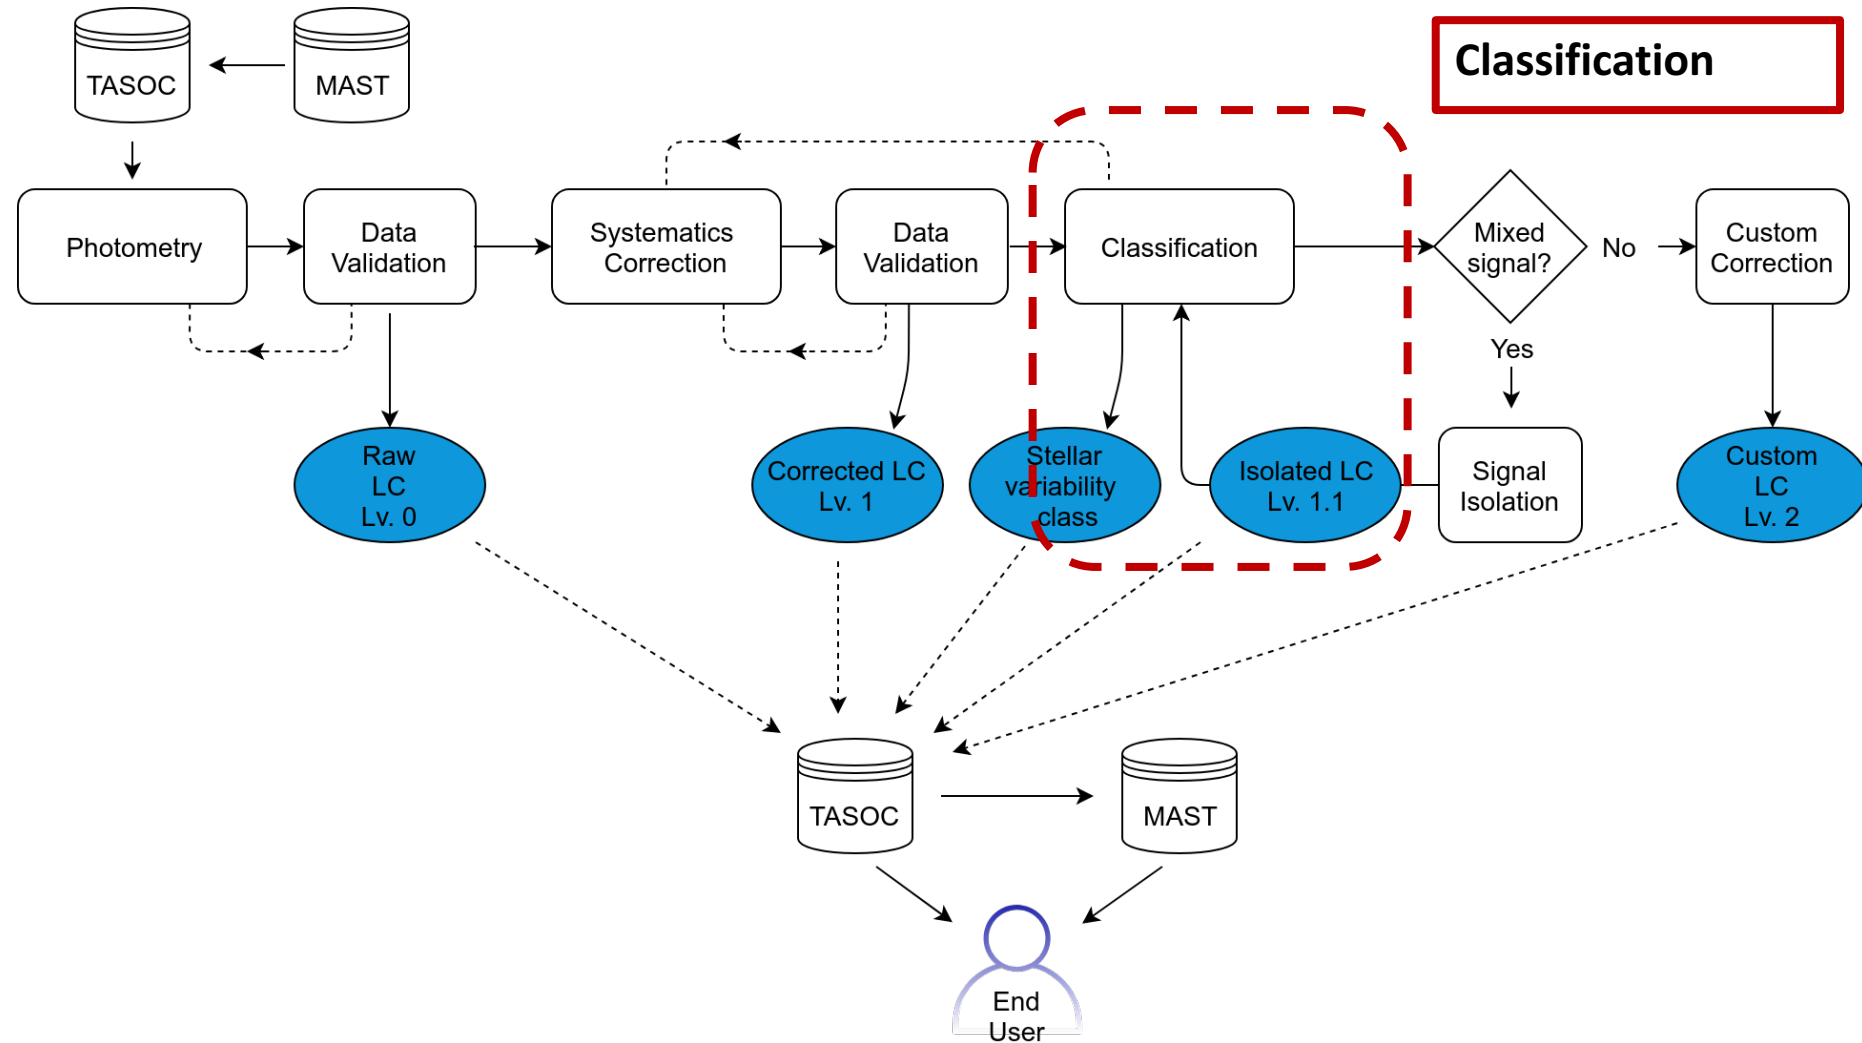 TASOC
MAST
Classification
Photometry
Data
Validation
Systematics
Correction
Data
Validation
Classification
Mixed
signal?
No
Custom
Correction
Yes
Raw
LC
Lv. 0
Corrected LC
Lv. 1
Stellar
variability
class
Isolated LC
Lv. 1.1
Signal
Isolation
Custom
LC
Lv. 2
TASOC
MAST
End
User